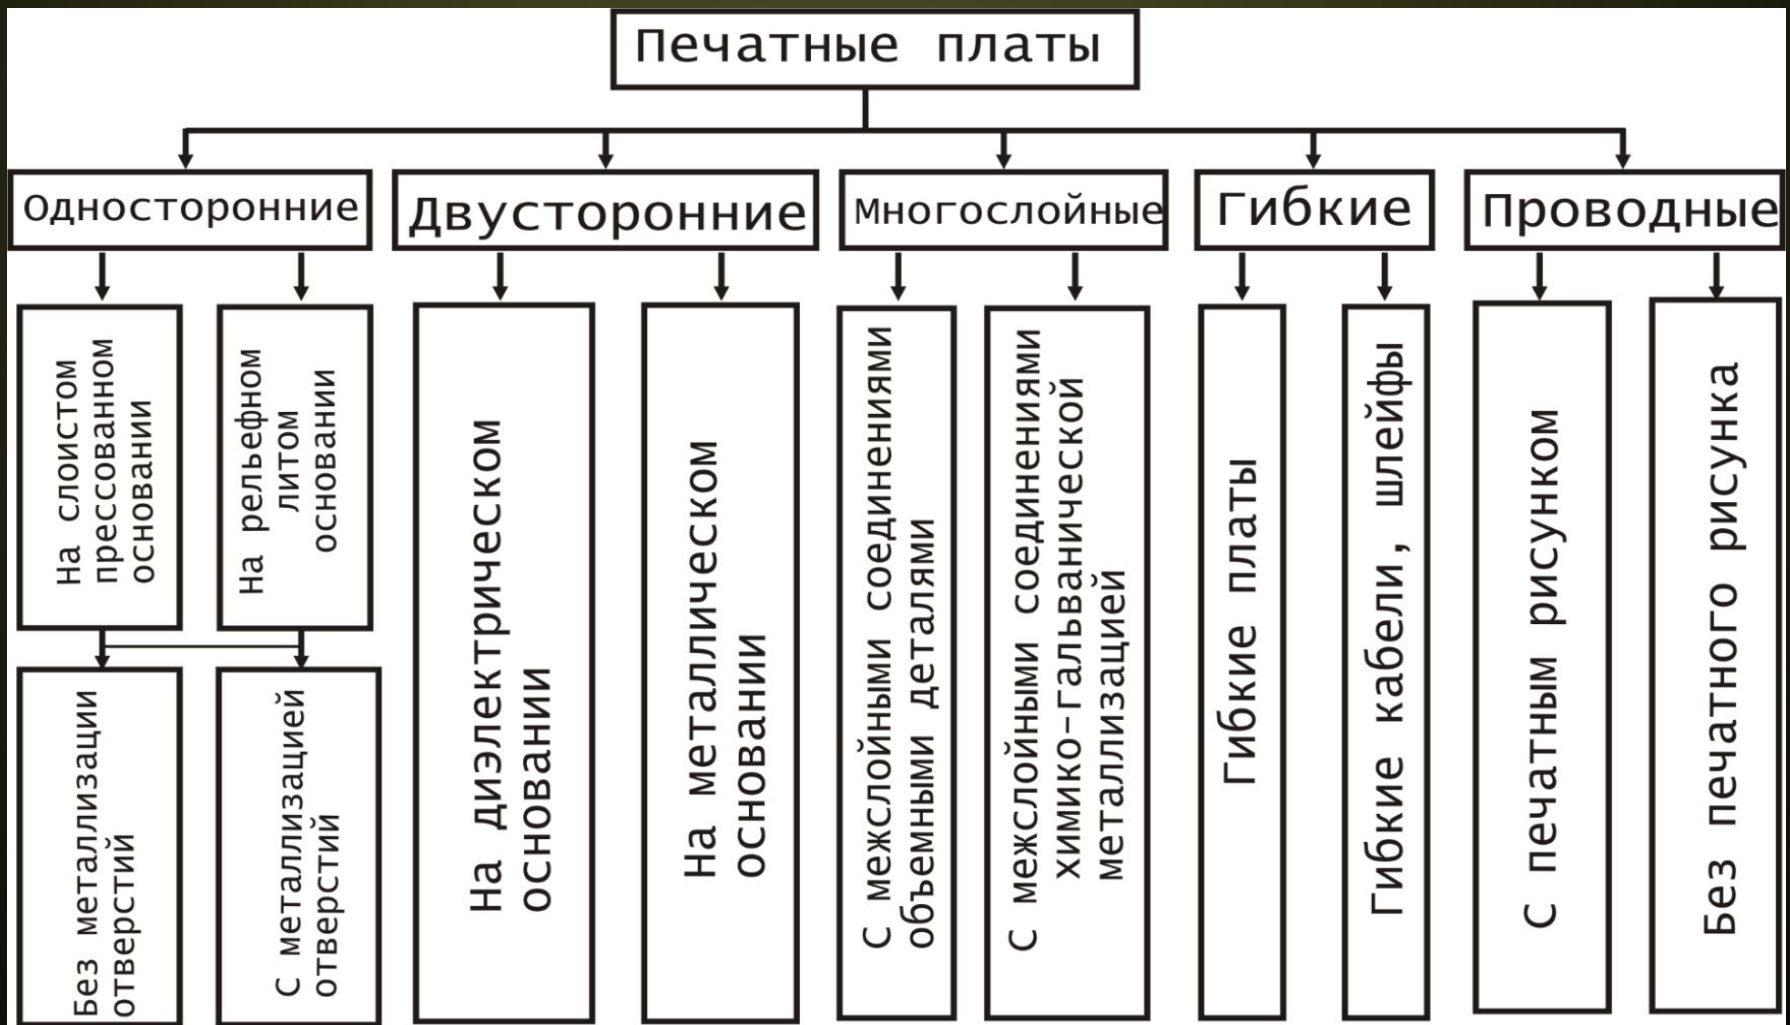 Печатные платы
Односторонние
Двусторонние
Многослойные
Гибкие
Проводные
На слоистом
прессованном
основании
На рельефном
литом
основании
Без металлизации
отверстий
С металлизацией
отверстий
На диэлектрическом
основании
На металлическом
основании
С межслойными соединениями
объемными деталями
С межслойными соединениями
химико-гальванической
металлизацией
Гибкие платы
Гибкие кабели, шлейфы
С печатным рисунком
Без печатного рисунка